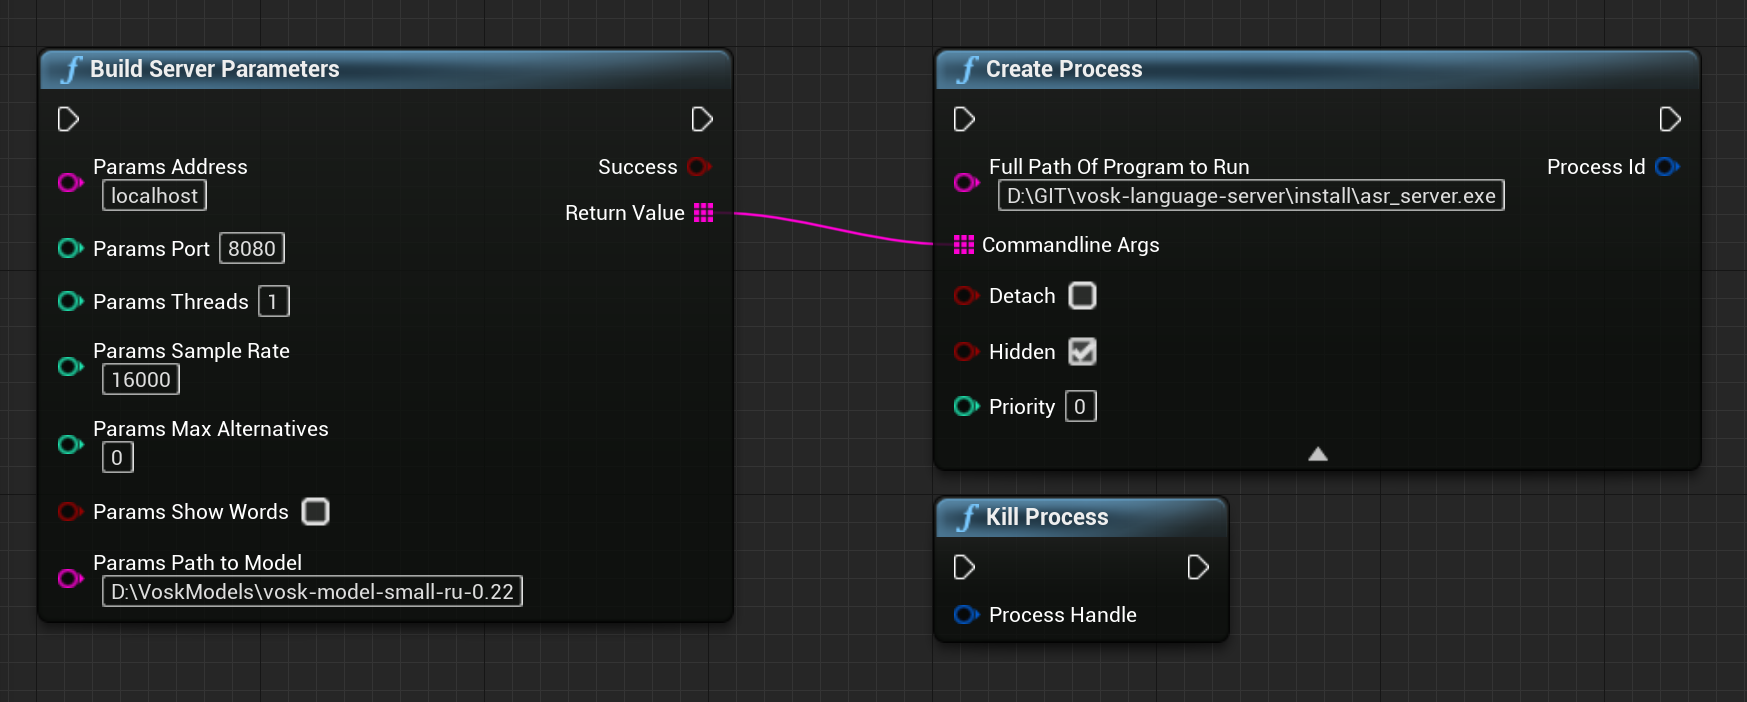 Build Server Parameters
Params Address
localhost
Success
Return Value
Params Port 8080
Params Threads 1
Params Sample Rate
16000
Params Max Alternatives
0
Params Show Words
Params Path to Model
D:\VoskModels\vosk-model-small-ru-0.22
Create Process
Full Path Of Program to Run
D:\GIT\vosk-language-server\install\asr_server.exe
Process Id
Commandline Args
Detach
Hidden
Priority 0
Kill Process
Process Handle